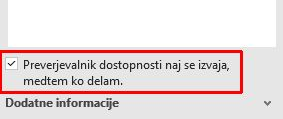 Preverjevalnik dostopnosti naj se izvaja,
medtem ko delam.
Dodatne informacije